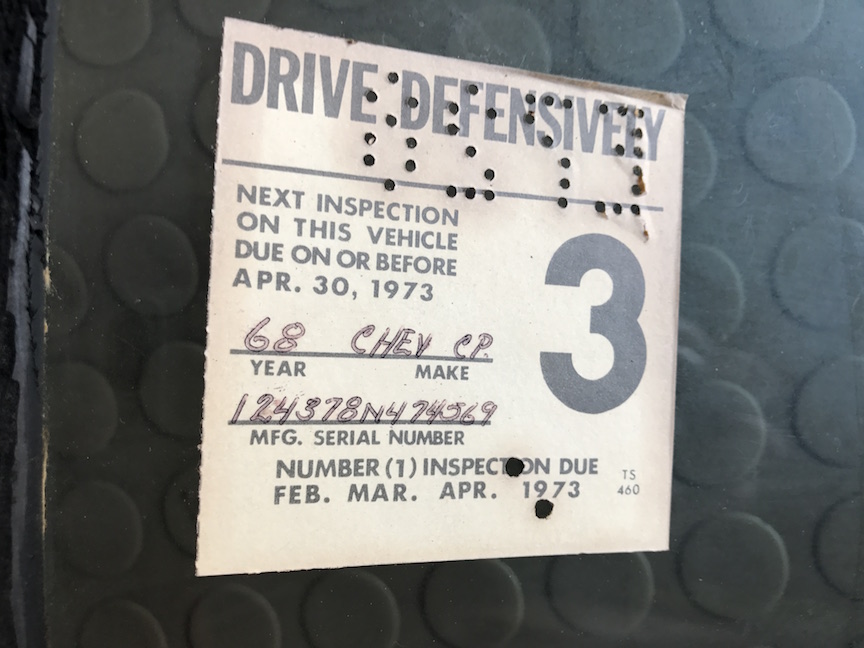 DRIVE DEFENSIVELY
NEXT INSPECTION
ON THIS VEHICLE
DUE ON OR BEFORE
APR. 30, 1973
3
68 CHEV CP.
YEAR MAKE
124378N474569
MFG. SERIAL NUMBER
NUMBER (1) INSPECTION DUE
FEB. MAR. APR. 1973
TS
460